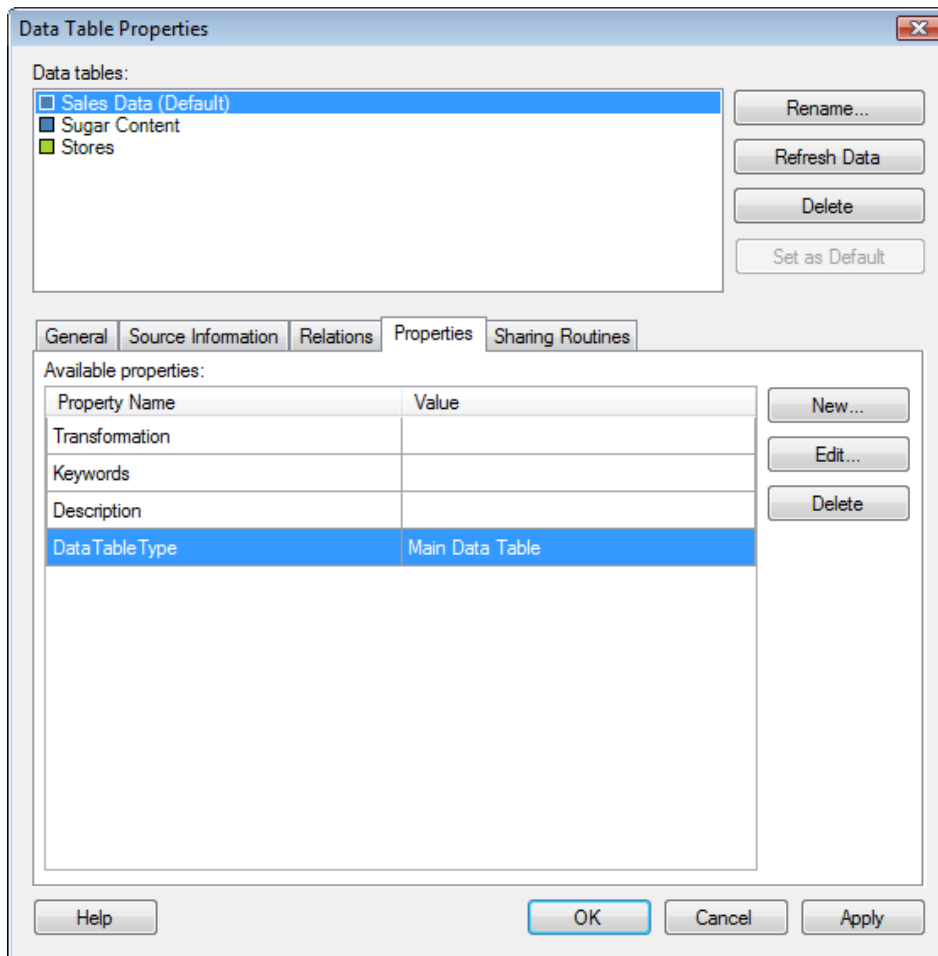 Data Table Properties
Data tables:
Sales Data (Default)
Sugar Content
Stores
Rename...
Refresh Data
Delete
Set as Default
General Source Information Relations Properties Sharing Routines
Available properties:
Property Name Value
Transformation
Keywords
Description
DataTableType Main Data Table
New...
Edit...
Delete
Help OK Cancel Apply